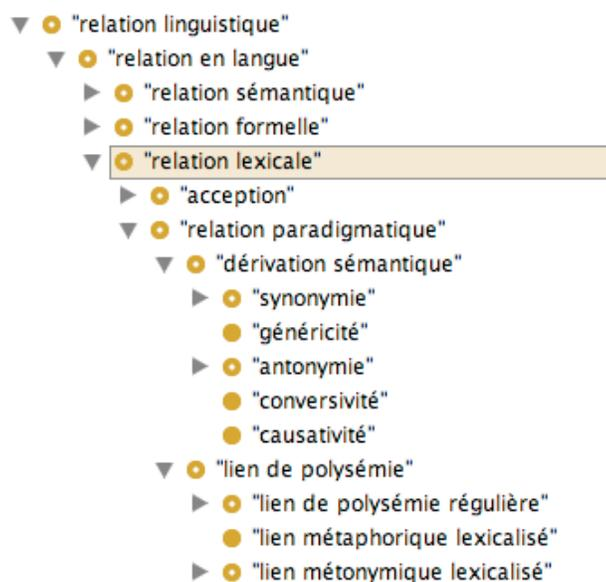 "relation linguistique"
"relation en langue"
"relation sémantique"
"relation formelle"
"relation lexicale"
"acception"
"relation paradigmatique"
"dérivation sémantique"
"synonymie"
"généricité"
"antonymie"
"conversivité"
"causativité"
"lien de polysémie"
"lien de polysémie régulière"
"lien métaphorique lexicalisé"
"lien métonymique lexicalisé"